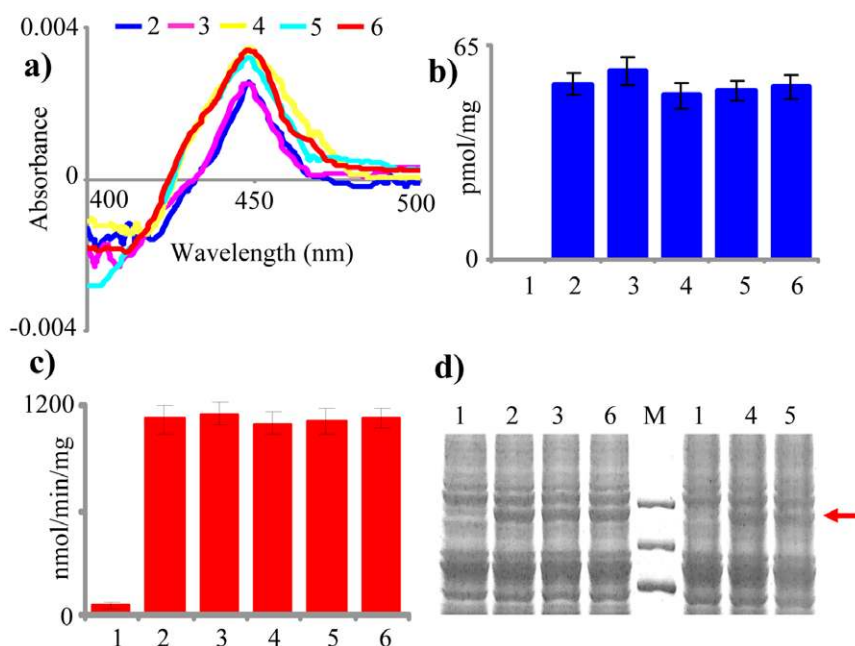 a)
0.004
2 3 4 5 6
Absorbance
0
400 450 500
Wavelength (nm)
-0.004
b)
65
pmol/mg
0
1 2 3 4 5 6
c)
1200
nmol/min/mg
0
1 2 3 4 5 6
d)
1 2 3 6 M 1 4 5